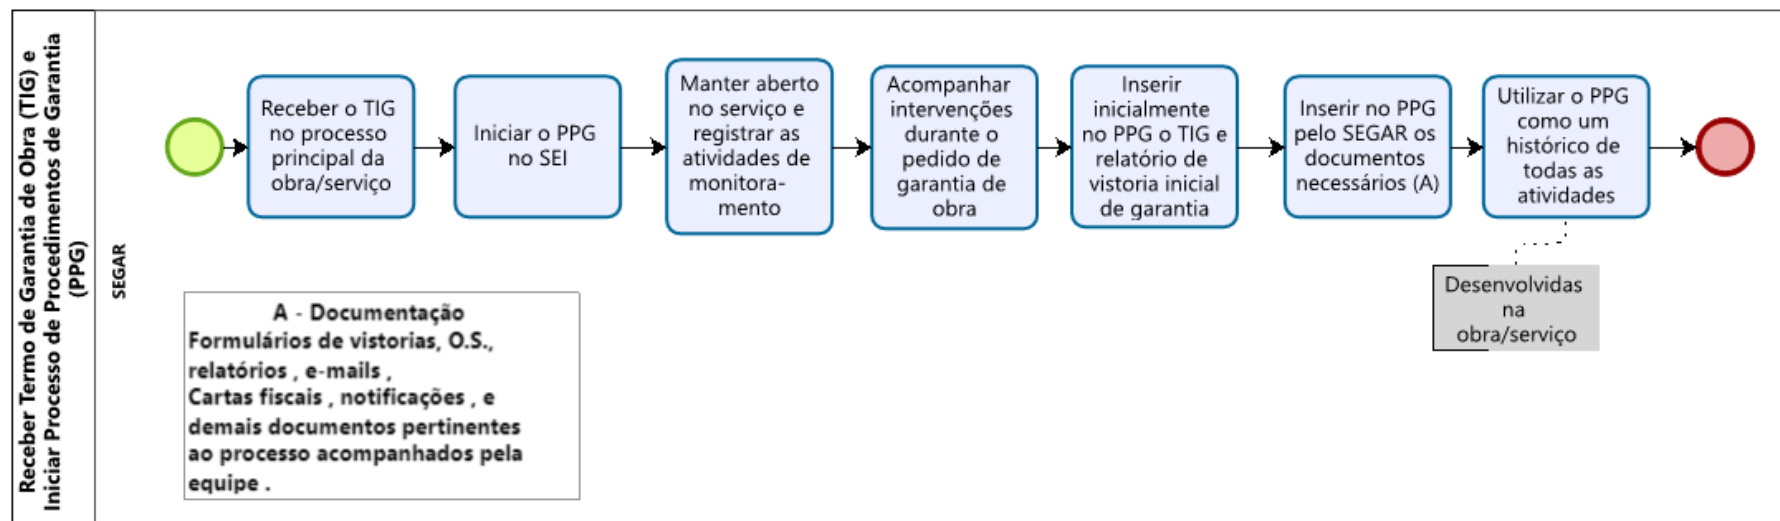 Receber Termo de Garantia de Obra (TIG) e
Iniciar Processo de Procedimentos de Garantia
(PPG)
SEGAR
Receber o TIG
no processo
principal da
obra/serviço
Iniciar o PPG
no SEI
Manter aberto
no serviço e
registrar as
atividades de
monitora-
mento
Acompanhar
intervenções
durante o
pedido de
garantia de
obra
Inserir
inicialmente
no PPG o TIG e
relatório de
vistoria inicial
de garantia
Inserir no PPG
pelo SEGAR os
documentos
necessários (A)
Utilizar o PPG
como um
histórico de
todas as
atividades
Desenvolvidas
na
obra/serviço
A - Documentação
Formulários de vistorias, O.S.,
relatórios , e-mails ,
Cartas fiscais , notificações , e
demais documentos pertinentes
ao processo acompanhados pela
equipe .